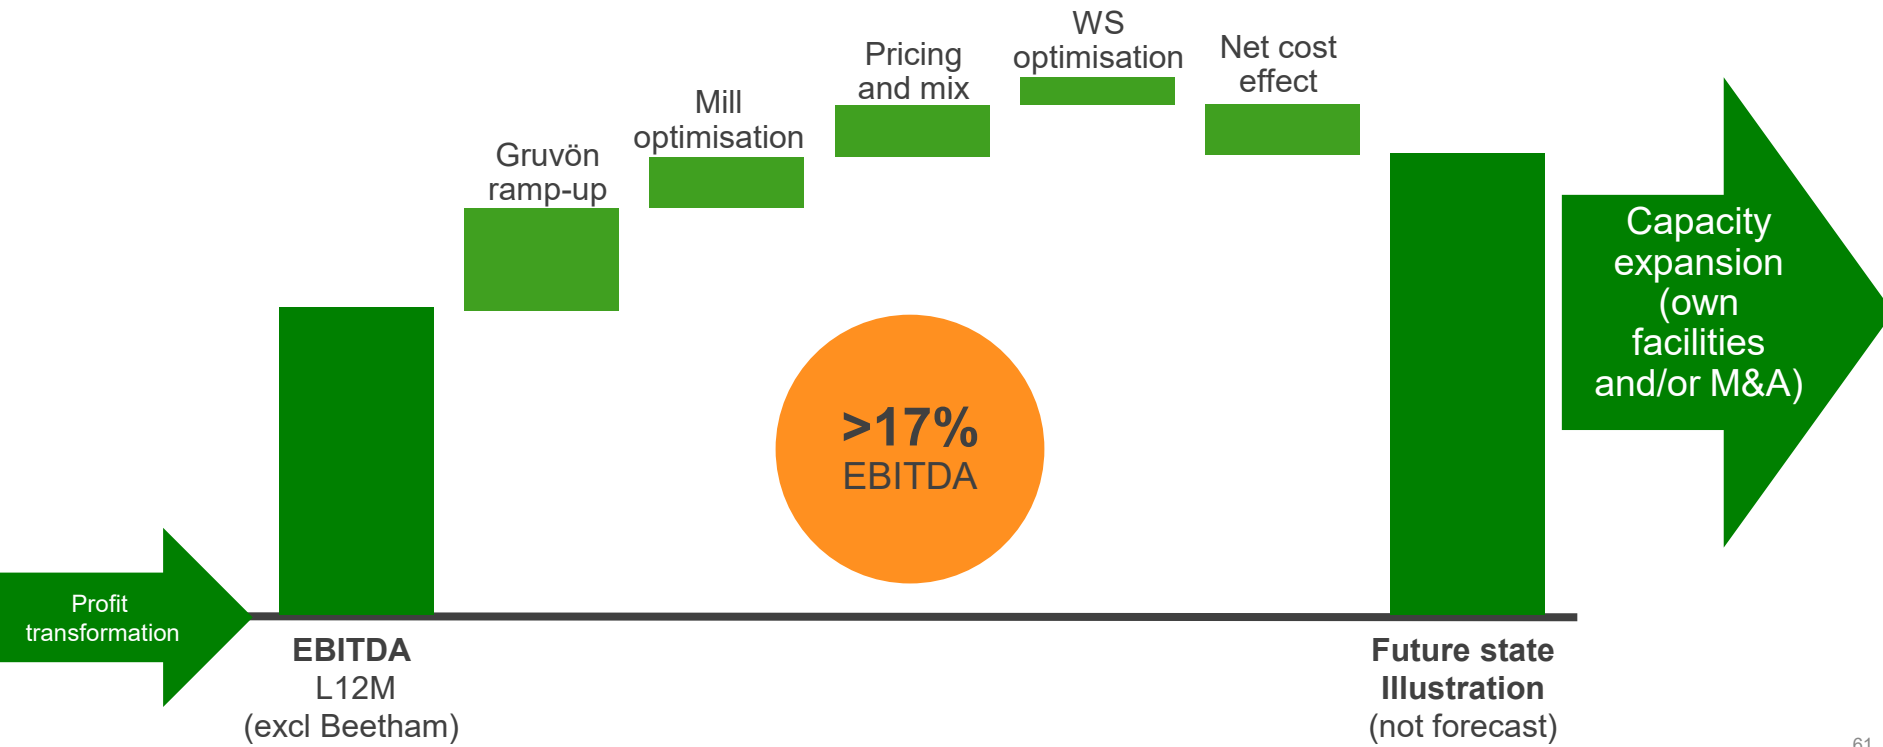 WS
optimisation
Pricing
and mix
Net cost
effect
Mill
optimisation
Gruvön
ramp-up
Capacity
expansion
(own
facilities
and/or M&A)
>17%
EBITDA
Profit
transformation
EBITDA
L12M
(excl Beetham)
Future state
Illustration
(not forecast)
61